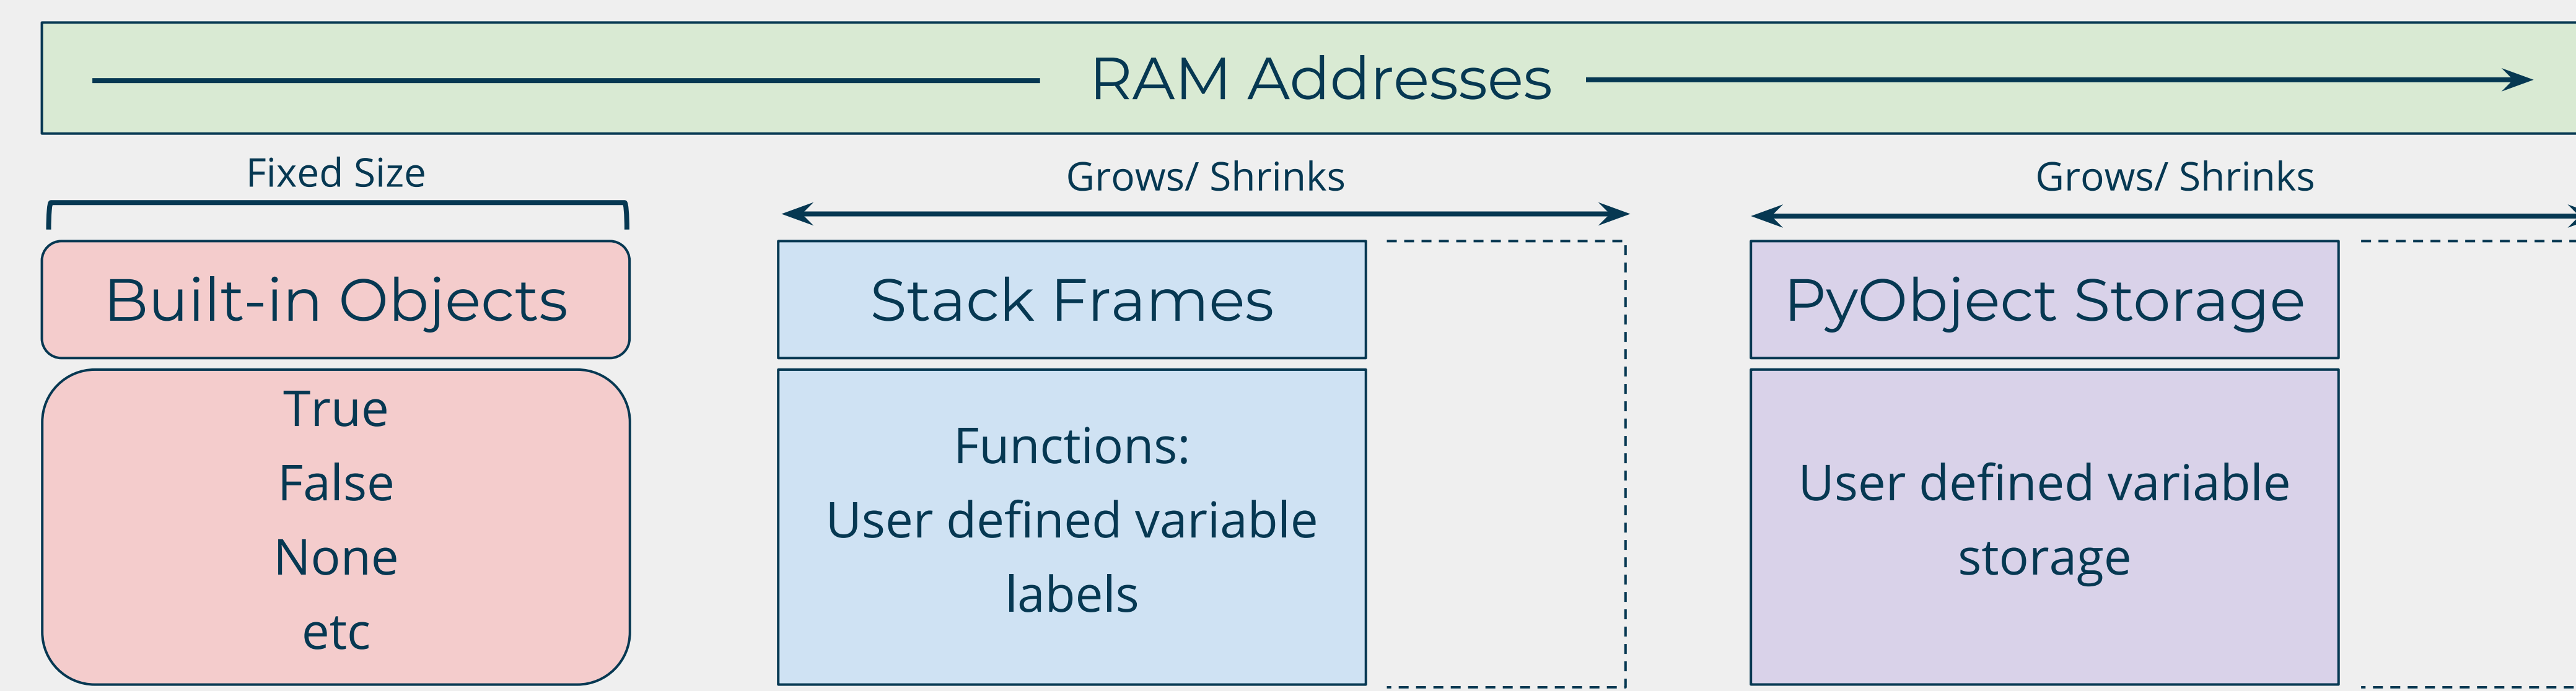 RAM Addresses
Fixed Size
Grows/ Shrinks
Grows/ Shrinks
Built-in Objects
Stack Frames
PyObject Storage
True
False
None
etc
Functions:
User defined variable
labels
User defined variable
storage